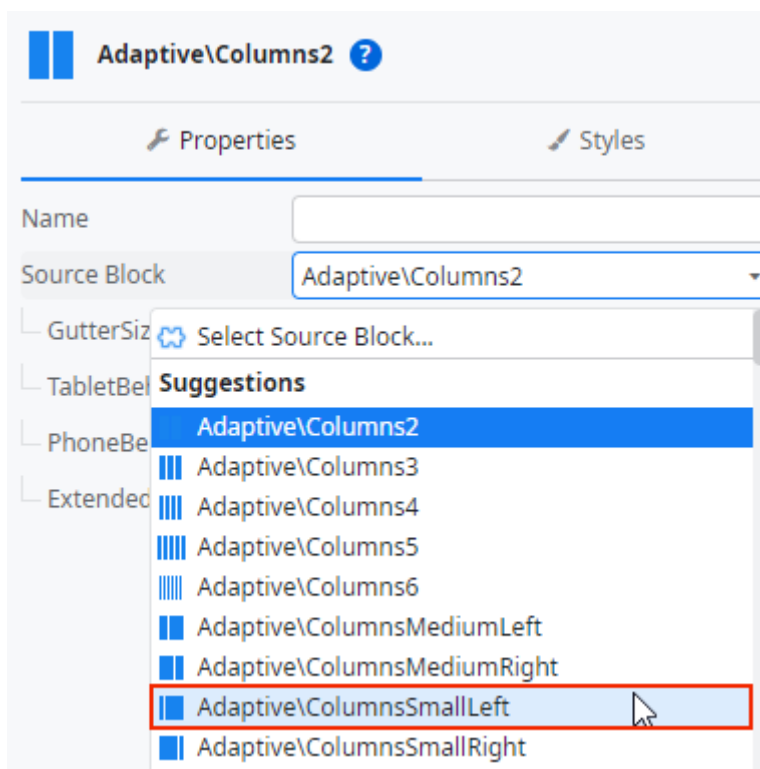 Adaptive\Columns2 ?
Properties Styles
Name
Source Block Adaptive\Columns2
GutterSiz
Select Source Block...
TabletBe
Suggestions
Adaptive\Columns2
PhoneBe
Adaptive\Columns3
Extended
Adaptive\Columns4
Adaptive\Columns5
Adaptive\Columns6
Adaptive\ColumnsMediumLeft
Adaptive\ColumnsMediumRight
Adaptive\ColumnsSmallLeft
Adaptive\ColumnsSmallRight